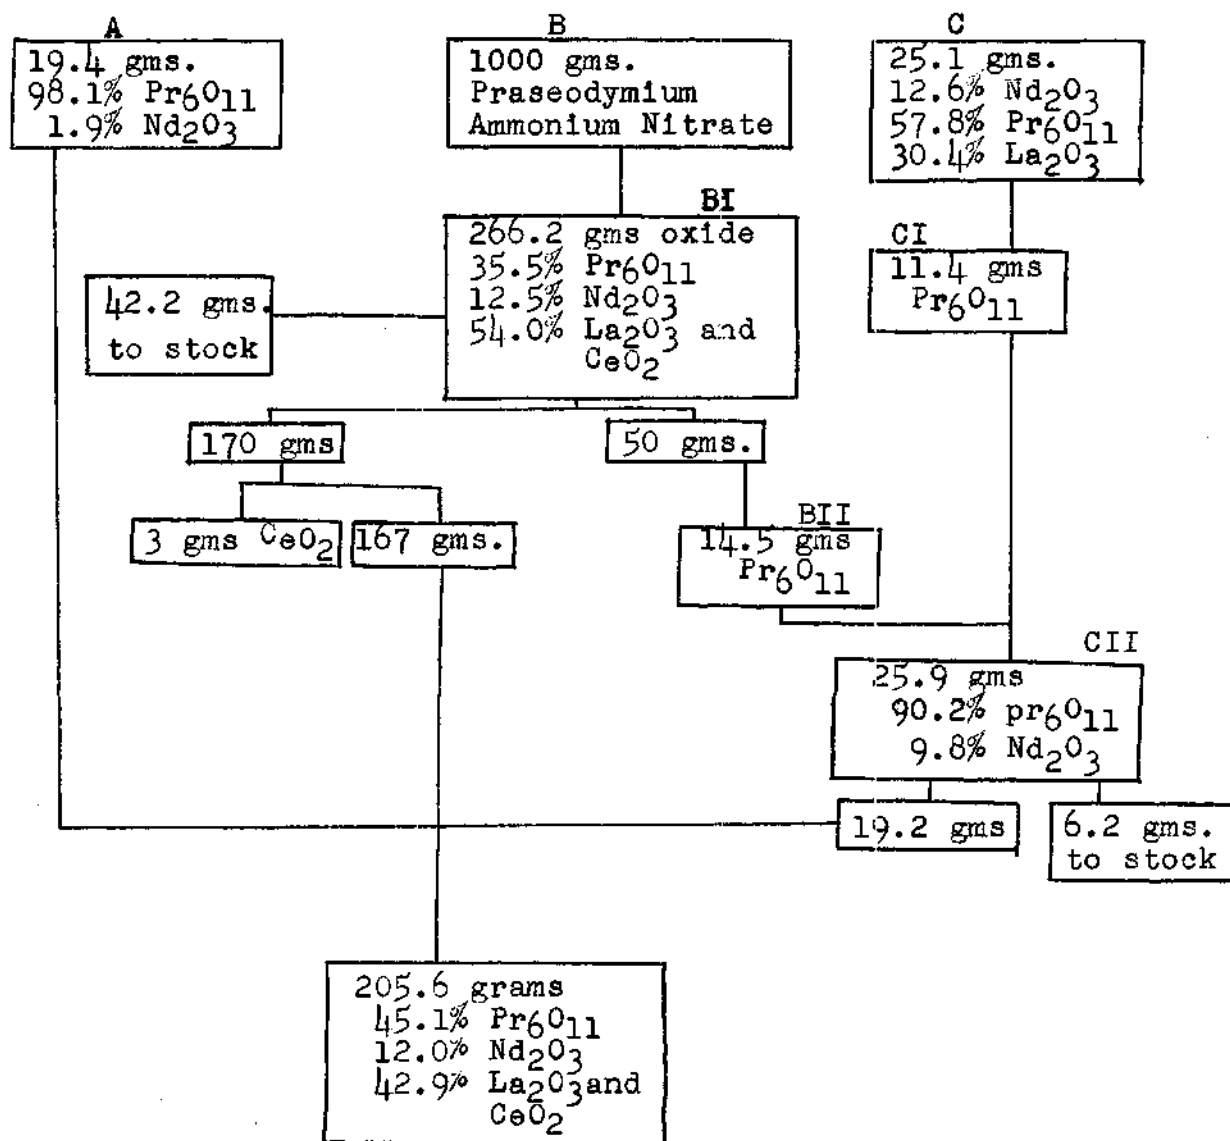 A
19.4 gms.
98.1% Pr6O11
1.9% Nd2O3
B
1000 gms.
Praseodymium
Ammonium Nitrate
C
25.1 gms.
12.6% Nd2O3
57.8% Pr6O11
30.4% La2O3
BI
266.2 gms oxide
35.5% Pr6O11
12.5% Nd2O3
54.0% La2O3 and
CeO2
CI
11.4 gms
Pr6O11
42.2 gms.
to stock
170 gms
50 gms.
3 gms CeO2
167 gms.
BII
14.5 gms
Pr6O11
CII
25.9 gms
90.2% pr6O11
9.8% Nd2O3
19.2 gms
6.2 gms.
to stock
205.6 grams
45.1% Pr6O11
12.0% Nd2O3
42.9% La2O3and
CeO2